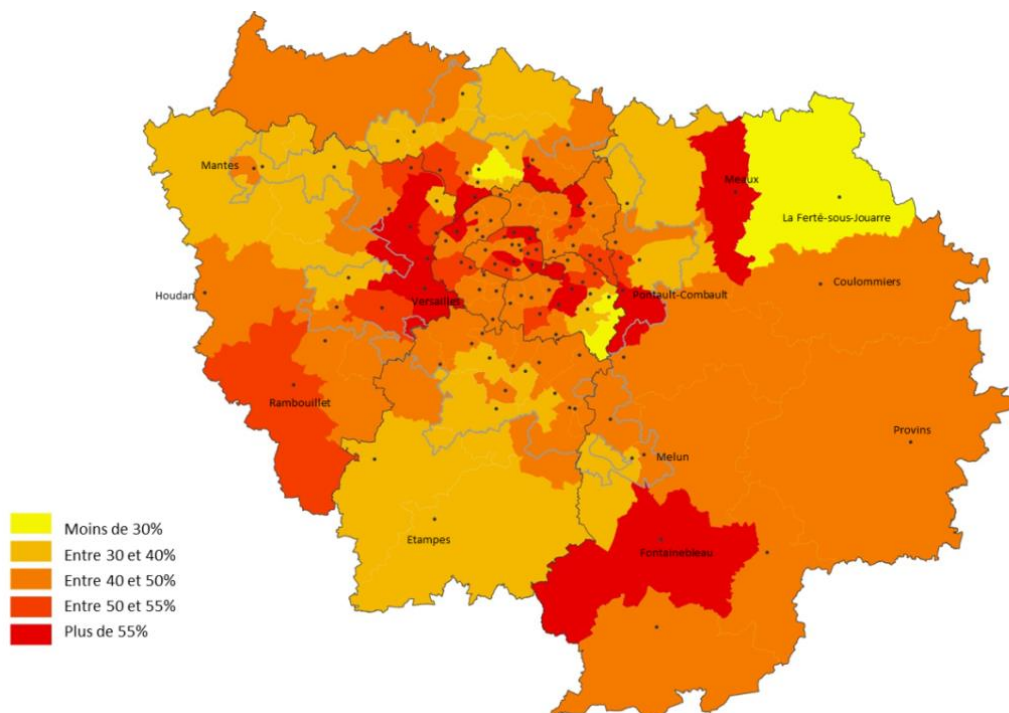 Mantes
Meaux
La Ferté-sous-Jouarre
Coulommiers
Houdan
Versailles
Pontault-Combault
Rambouillet
Provins
Melun
Etampes
Fontainebleau
Moins de 30%
Entre 30 et 40%
Entre 40 et 50%
Entre 50 et 55%
Plus de 55%